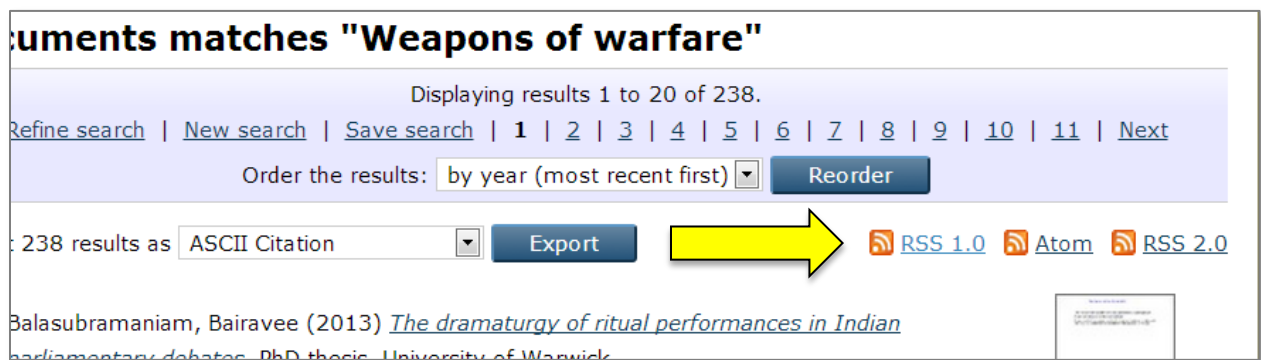 cuments matches "Weapons of warfare"
Displaying results 1 to 20 of 238.
Refine search | New search | Save search | 1 | 2 | 3 | 4 | 5 | 6 | 7 | 8 | 9 | 10 | 11 | Next
Order the results: by year (most recent first) Reorder
t 238 results as ASCII Citation Export RSS 1.0 Atom RSS 2.0
Balasubramaniam, Bairavee (2013) The dramaturgy of ritual performances in Indian
parliamentary debates. PhD thesis, University of Warwick.